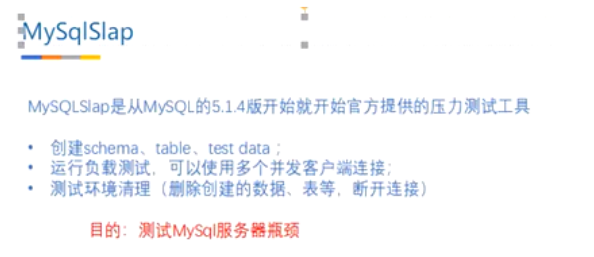 MySqlSlap
MySQLSlap是从MySQL的5.1.4版开始就开始官方提供的压力测试工具
• 创建schema、table、test data；
• 运行负载测试，可以使用多个并发客户端连接；
• 测试环境清理（删除创建的数据、表等，断开连接）
目的：测试MySql服务器瓶颈